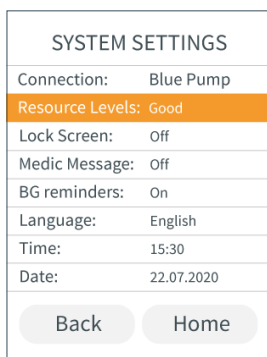 SYSTEM SETTINGS
Connection: Blue Pump
Resource Levels: Good
Lock Screen: Off
Medic Message: Off
BG reminders: On
Language: English
Time: 15:30
Date: 22.07.2020
Back Home